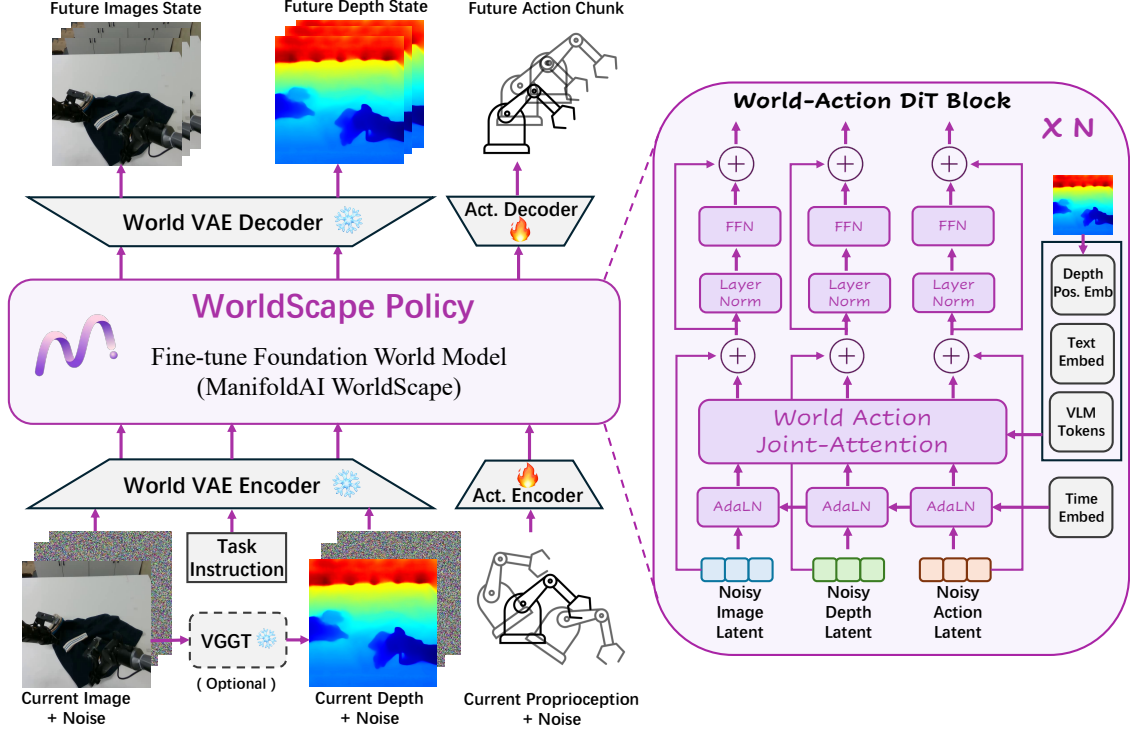 Future Images State
Future Depth State
Future Action Chunk
World VAE Decoder
Act. Decoder
WorldScape Policy
Fine-tune Foundation World Model
(ManifoldAI WorldScape)
World VAE Encoder
Act. Encoder
Task
Instruction
VGGT
( Optional )
Current Image
+ Noise
Current Depth
+ Noise
Current Proprioception
+ Noise
World-Action DiT Block
X N
FFN
FFN
FFN
Layer
Norm
Layer
Norm
Layer
Norm
World Action
Joint-Attention
AdaLN
AdaLN
AdaLN
Noisy
Image
Latent
Noisy
Depth
Latent
Noisy
Action
Latent
Depth
Pos. Emb
Text
Embed
VLM
Tokens
Time
Embed